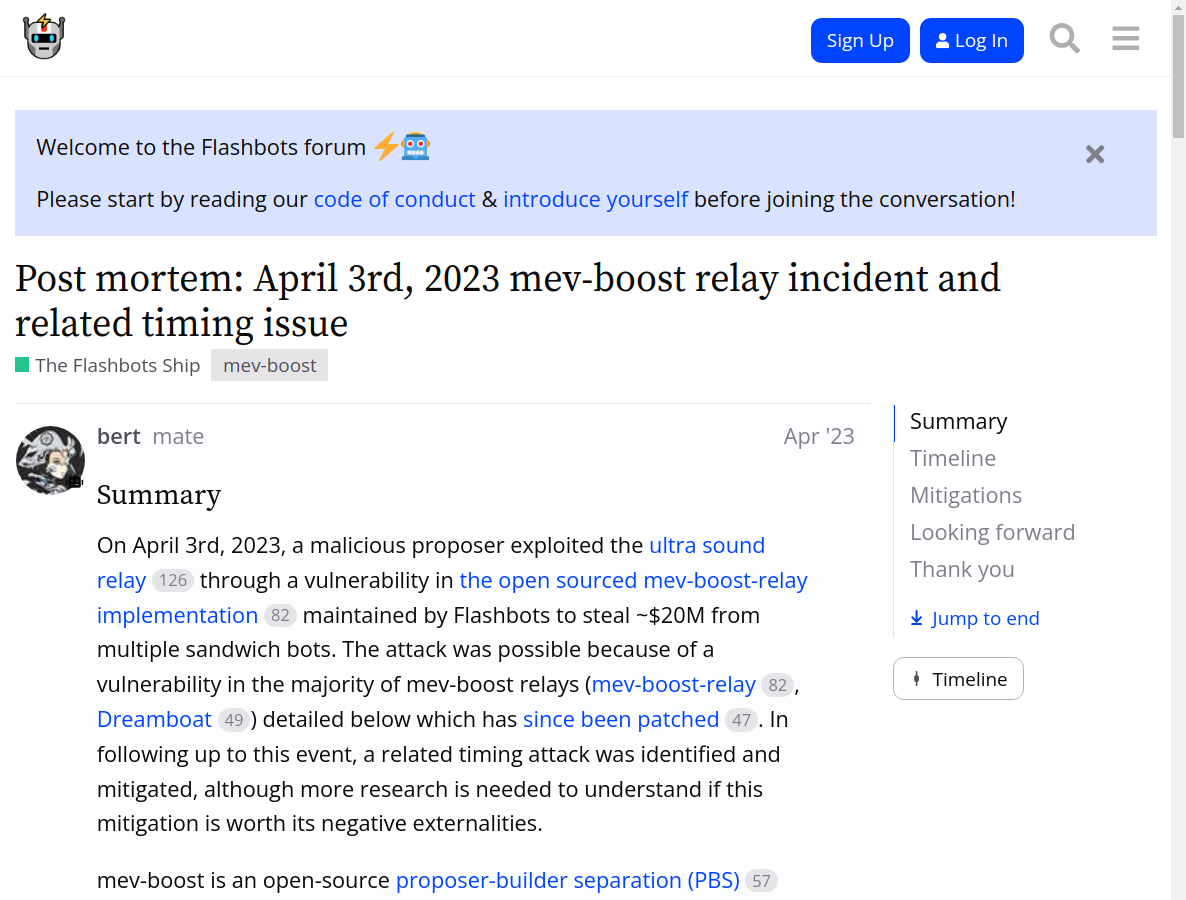 Sign Up
Log In
Welcome to the Flashbots forum
Please start by reading our code of conduct & introduce yourself before joining the conversation!
Post mortem: April 3rd, 2023 mev-boost relay incident and
related timing issue
The Flashbots Ship mev-boost
bert mate Apr '23
Summary
On April 3rd, 2023, a malicious proposer exploited the ultra sound
relay 126 through a vulnerability in the open sourced mev-boost-relay
implementation 82 maintained by Flashbots to steal ~$20M from
multiple sandwich bots. The attack was possible because of a
vulnerability in the majority of mev-boost relays (mev-boost-relay 82 ,
Dreamboat 49 ) detailed below which has since been patched 47 . In
following up to this event, a related timing attack was identified and
mitigated, although more research is needed to understand if this
mitigation is worth its negative externalities.
mev-boost is an open-source proposer-builder separation (PBS) 57
Summary
Timeline
Mitigations
Looking forward
Thank you
Jump to end
Timeline